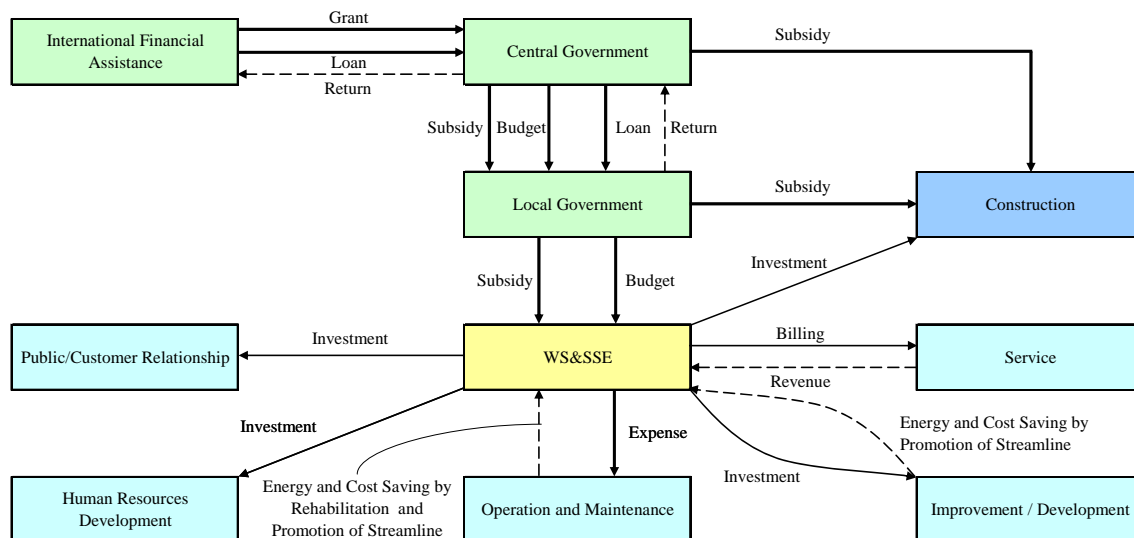 Grant
International Financial
Assistance
Central Government
Subsidy
Loan
Return
Subsidy
Budget
Loan
Return
Local Government
Subsidy
Construction
Subsidy
Budget
Investment
Public/Customer Relationship
Investment
WS&SSE
Billing
Service
Revenue
Investment
Expense
Energy and Cost Saving by
Promotion of Streamline
Investment
Human Resources
Development
Energy and Cost Saving by
Rehabilitation and
Promotion of Streamline
Operation and Maintenance
Improvement / Development